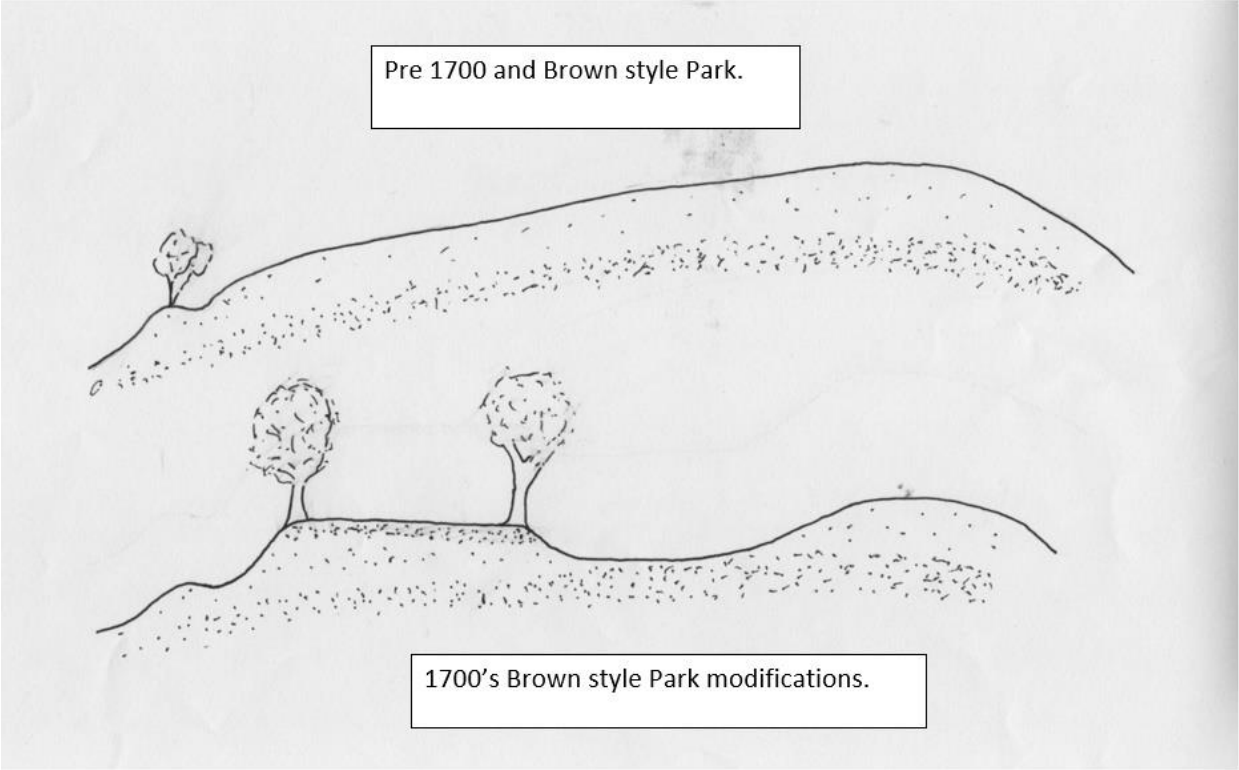 Pre 1700 and Brown style Park.
1700’s Brown style Park modifications.